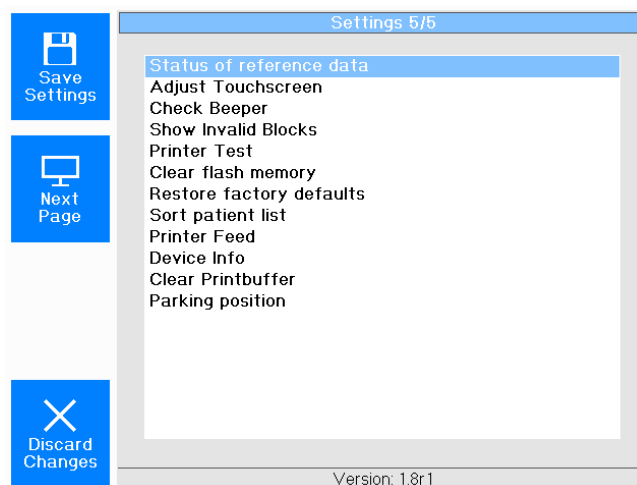 Settings 5/5
Save
Settings
Next
Page
Discard
Changes
Status of reference data
Adjust Touchscreen
Check Beeper
Show Invalid Blocks
Printer Test
Clear flash memory
Restore factory defaults
Sort patient list
Printer Feed
Device Info
Clear Printbuffer
Parking position
Version: 1.8r1